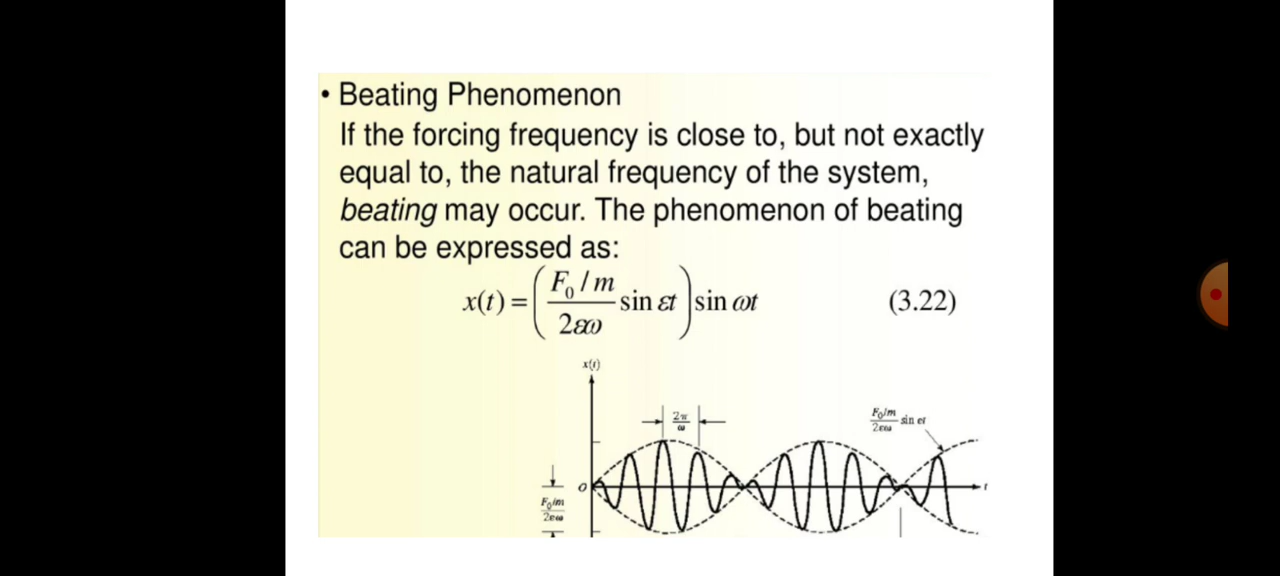 • Beating Phenomenon
If the forcing frequency is close to, but not exactly
equal to, the natural frequency of the system,
beating may occur. The phenomenon of beating
can be expressed as:
x(t) = ( F₀ / m / 2εω sin εt ) sin ωt (3.22)
x(t)
2π / ω
F₀/m / 2εω sin εt
O
t
F₀/m / 2εω